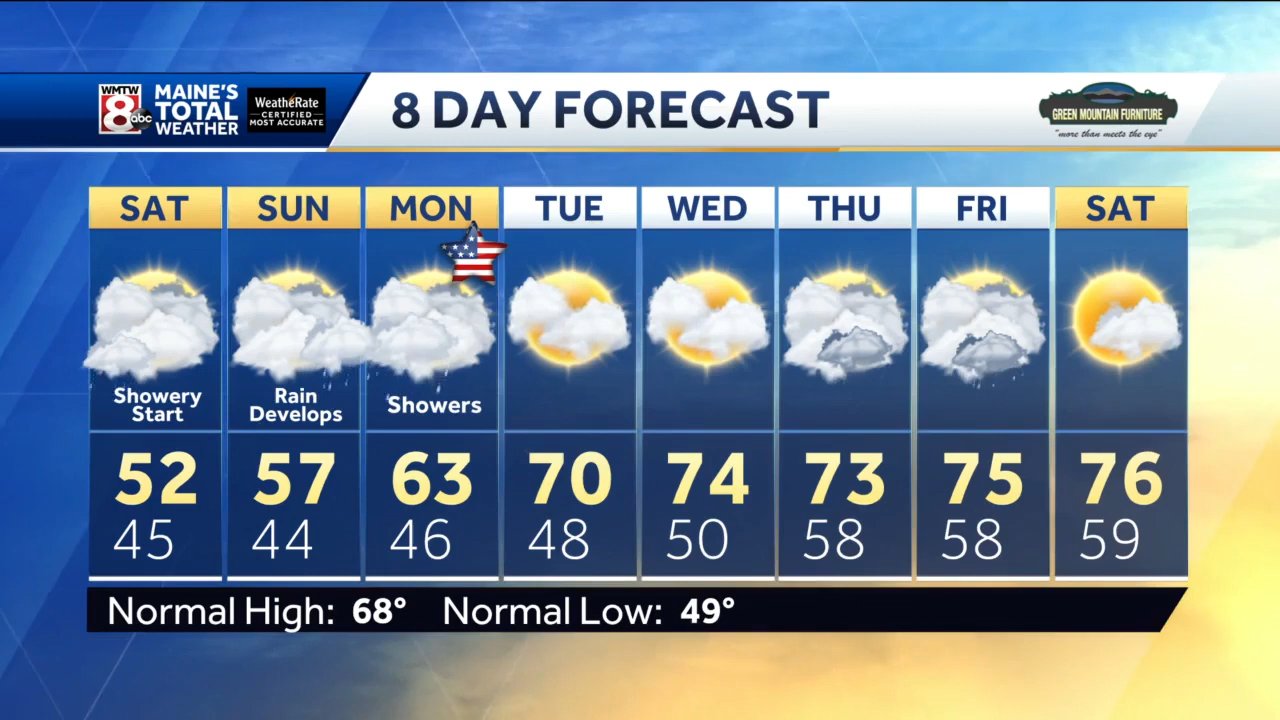 WMTW
8
abc
MAINE'S
TOTAL
WEATHER
WeatheRate
CERTIFIED
MOST ACCURATE
8 DAY FORECAST
GREEN MOUNTAIN FURNITURE
"more than meets the eye"
SAT SUN MON TUE WED THU FRI SAT
Showery
Start
Rain
Develops
Showers
52 57 63 70 74 73 75 76
45 44 46 48 50 58 58 59
Normal High: 68° Normal Low: 49°